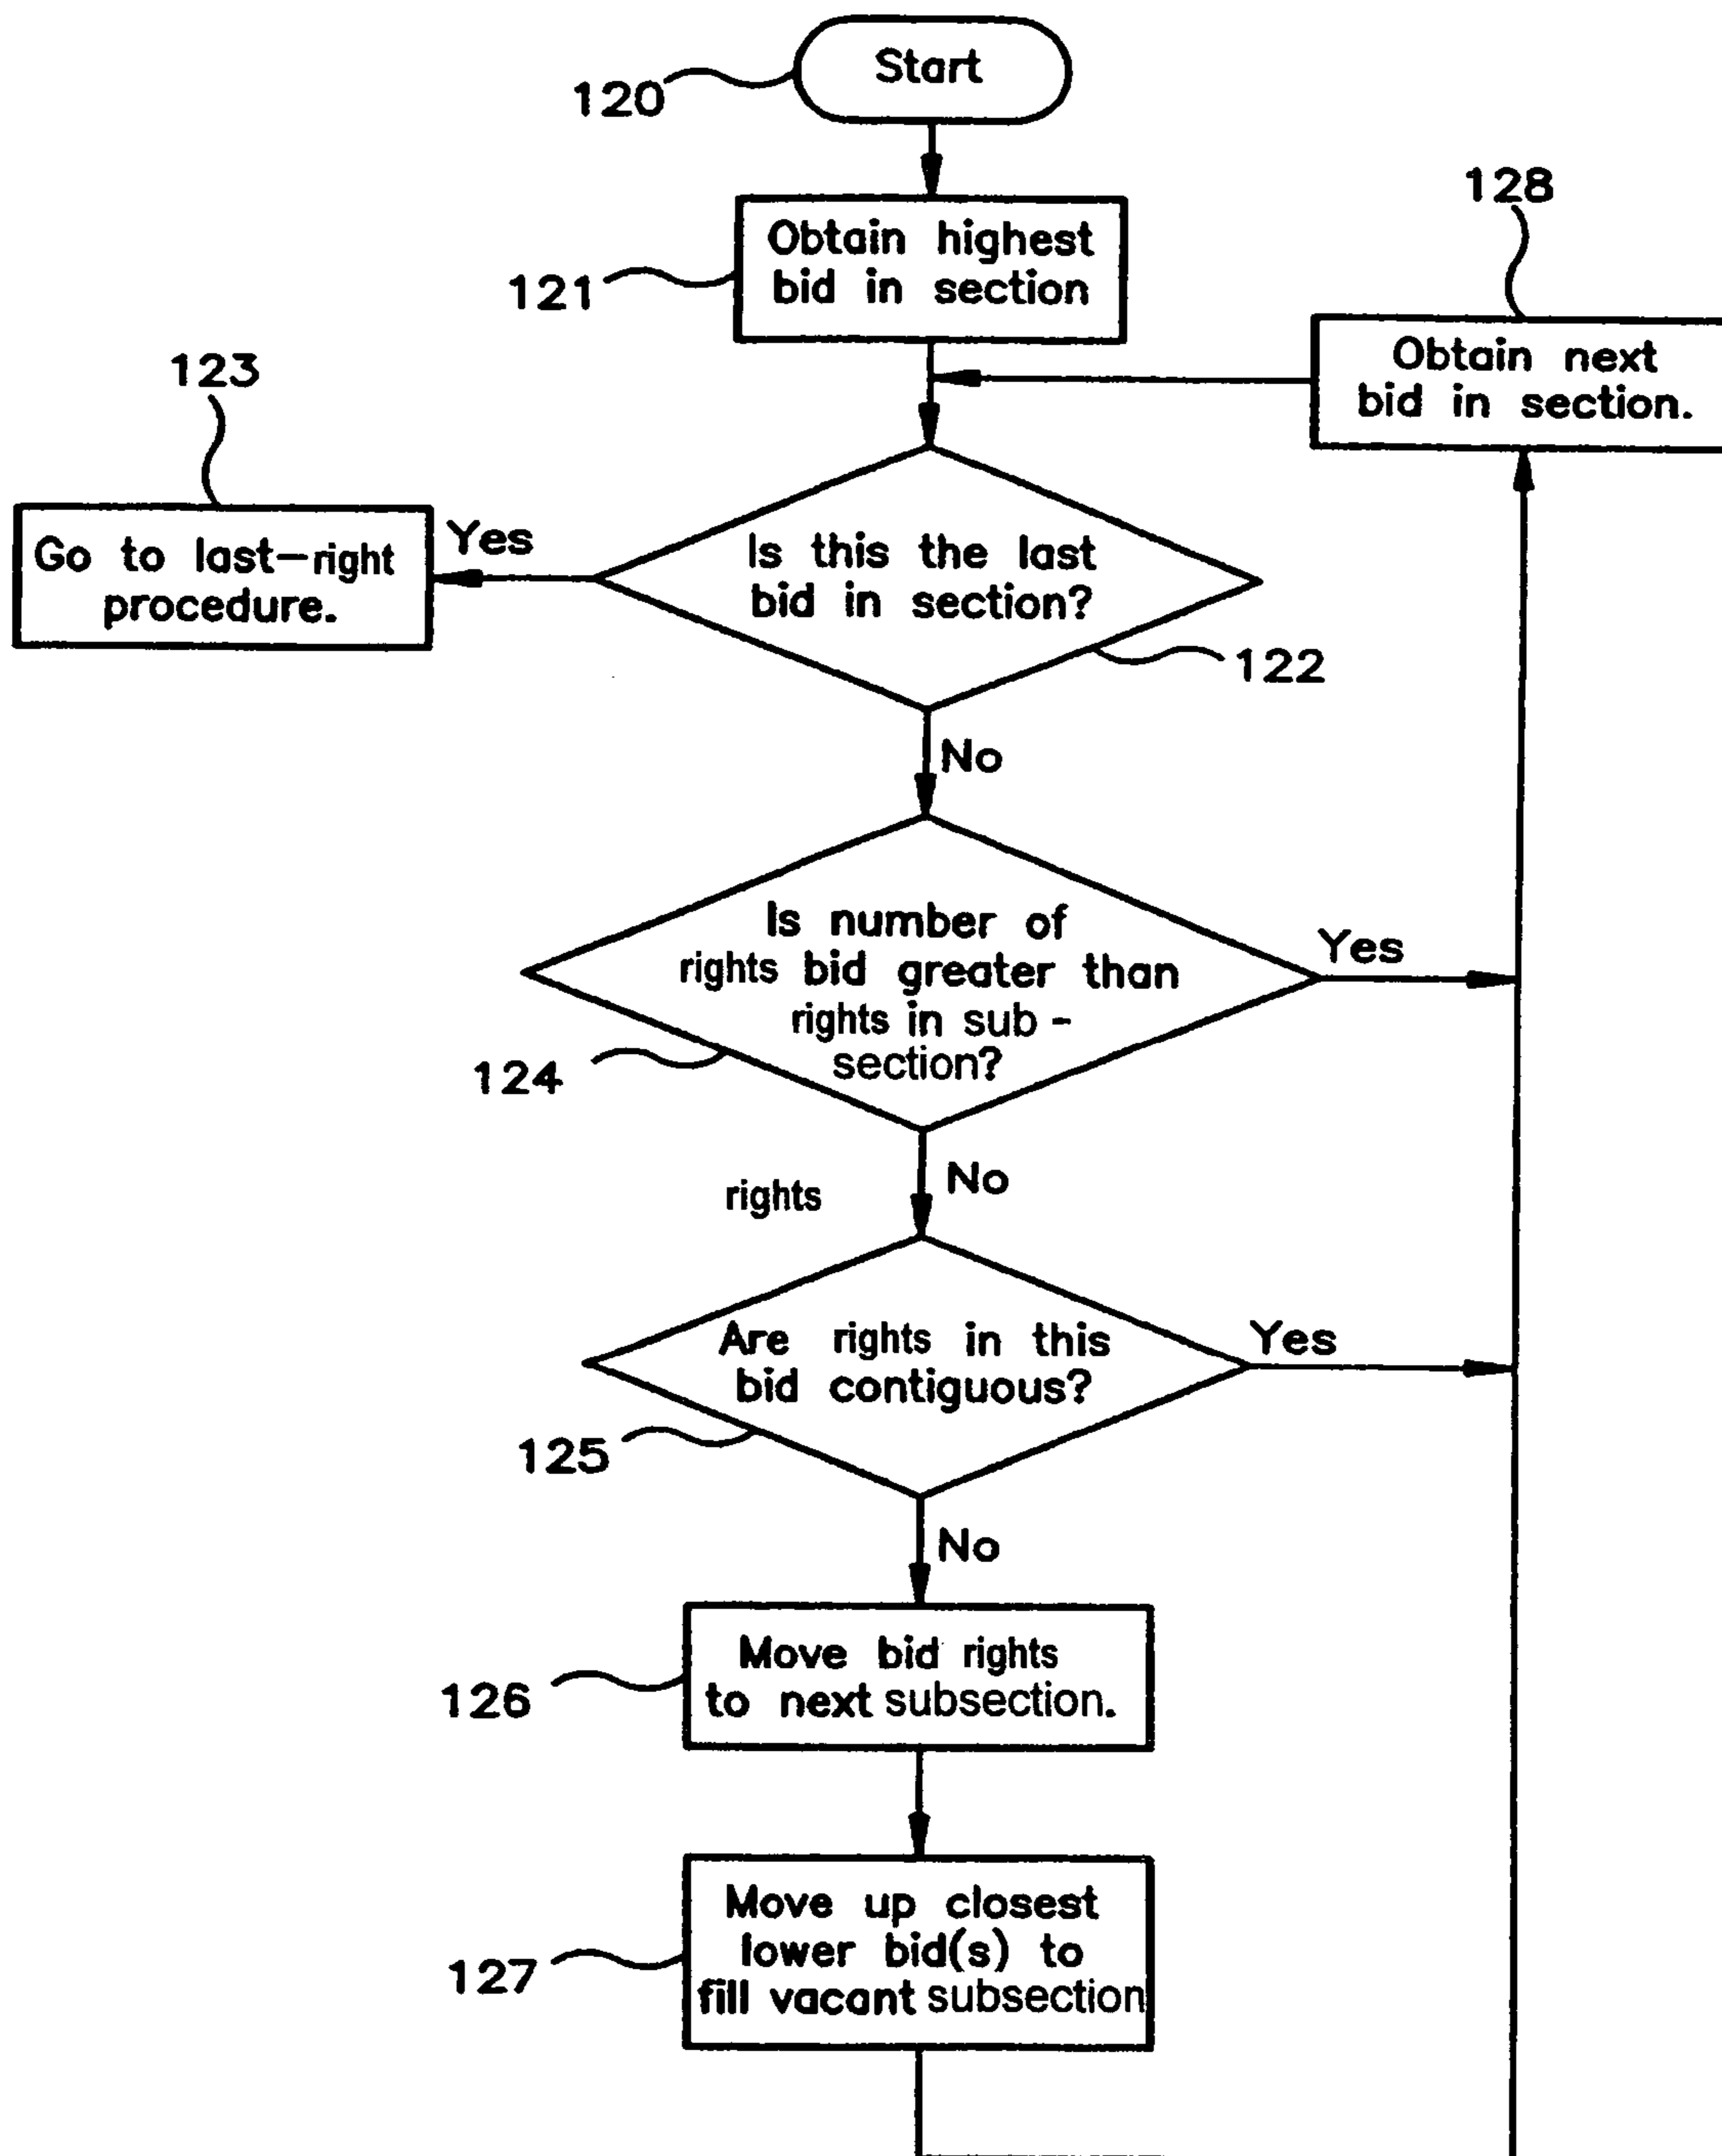 Start
120
Obtain highest
bid in section
121
128
Obtain next
bid in section.
123
Go to last-right
procedure.
Yes
Is this the last
bid in section?
122
No
Is number of
rights bid greater than
rights in sub -
section?
Yes
124
rights
No
Are rights in this
bid contiguous?
Yes
125
No
Move bid rights
to next subsection.
126
Move up closest
lower bid(s) to
fill vacant subsection
127